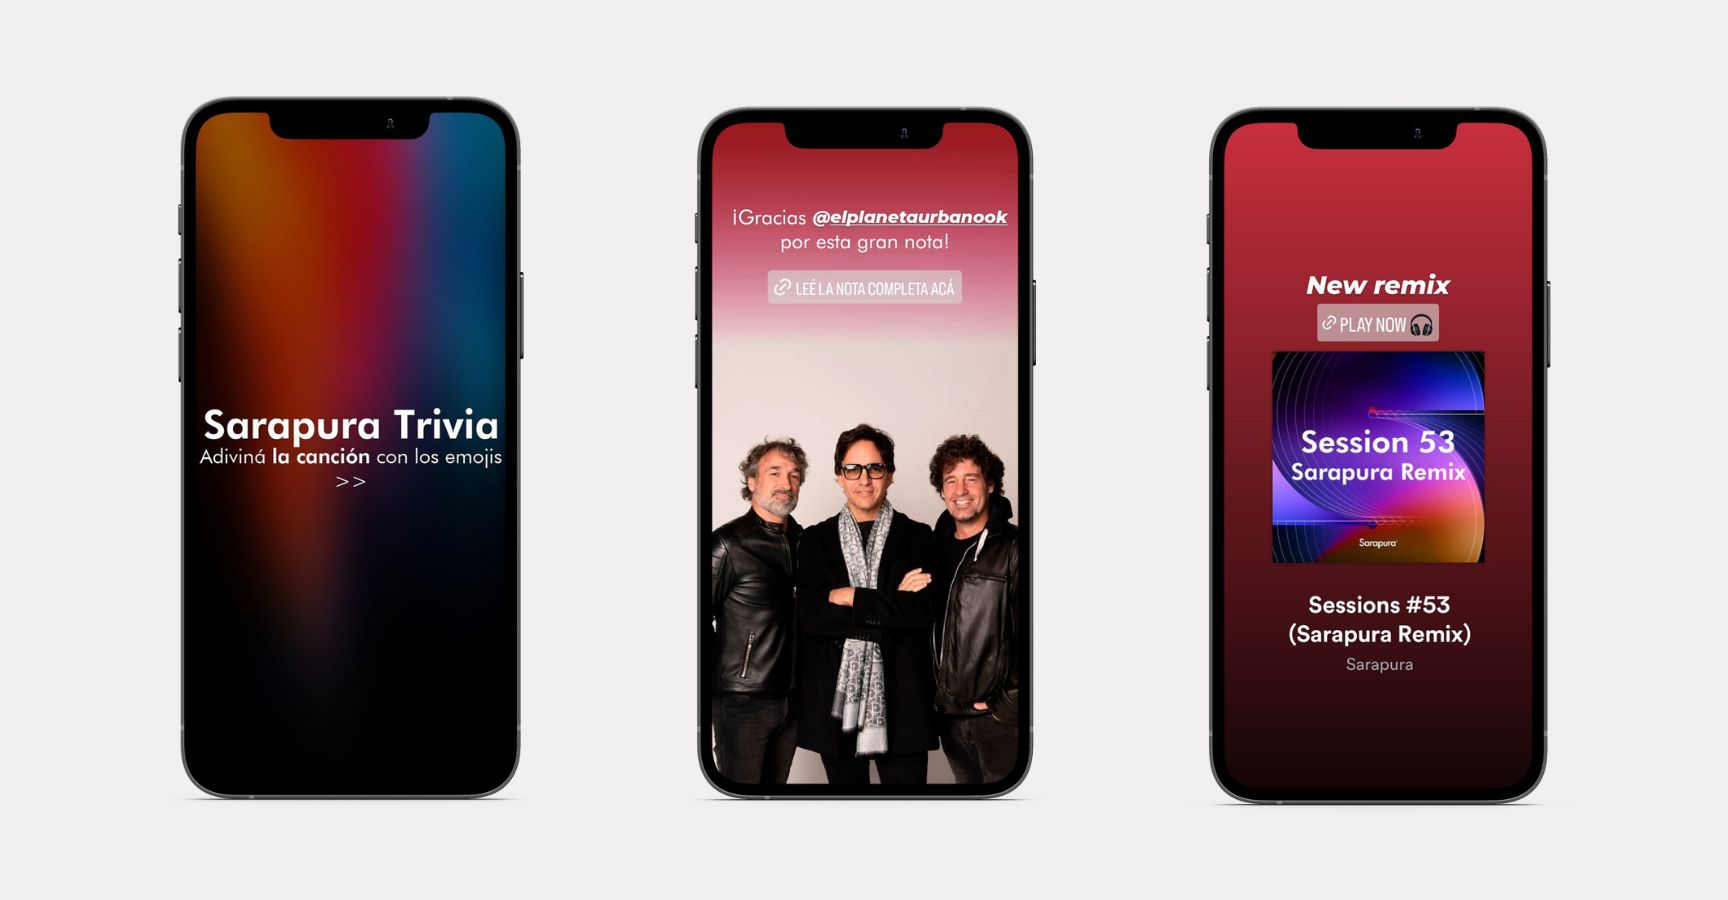 Sarapura Trivia
Adiviná la canción con los emojis
>>
¡Gracias @elplanetaurbanook
por esta gran nota!
LEÉ LA NOTA COMPLETA ACÁ
New remix
PLAY NOW 🎧
Session 53
Sarapura Remix
Sarapura
Sessions #53
(Sarapura Remix)
Sarapura